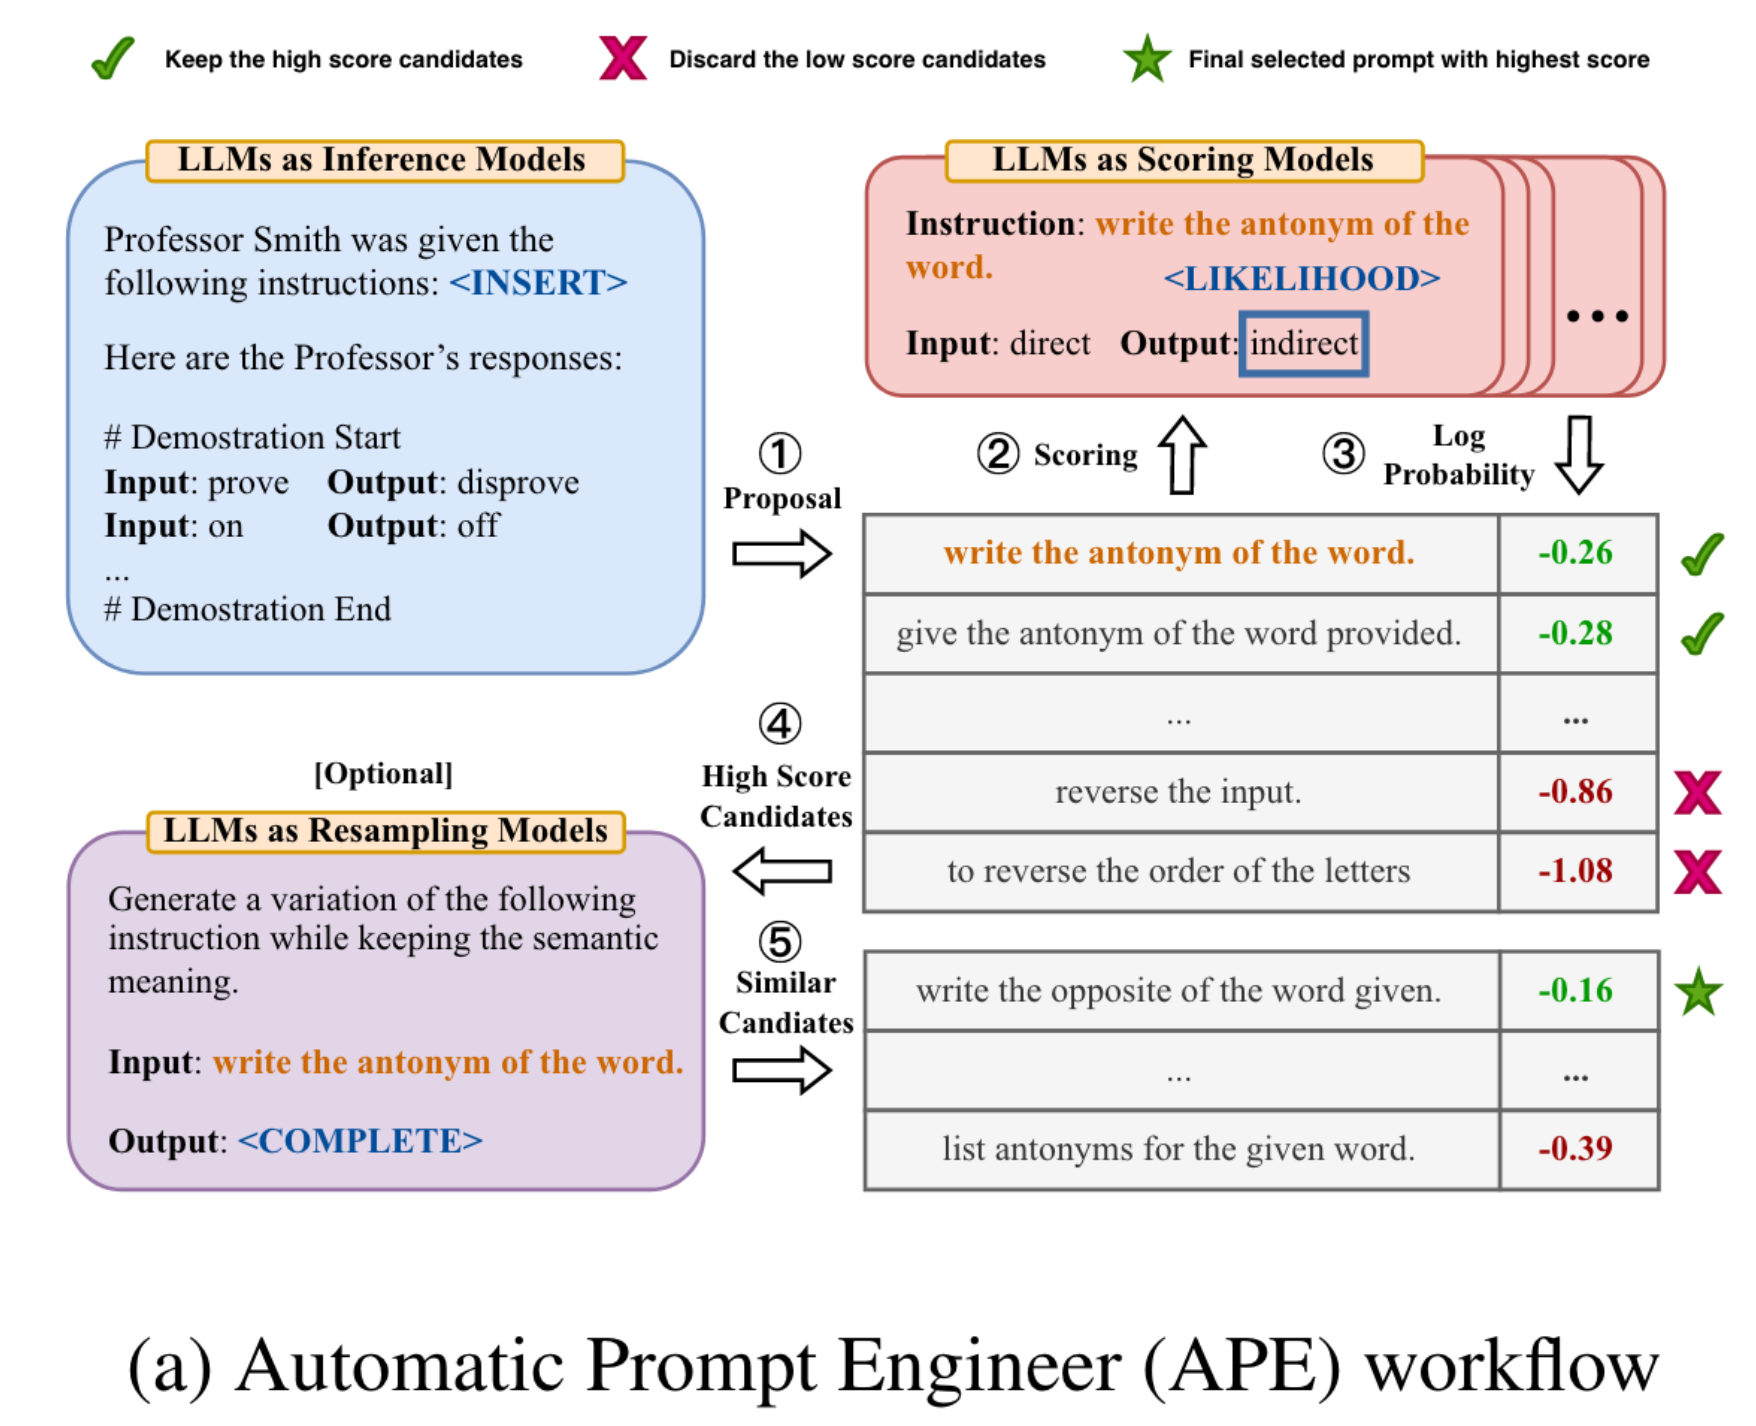 Keep the high score candidates
Discard the low score candidates
Final selected prompt with highest score
LLMs as Inference Models
Professor Smith was given the
following instructions: <INSERT>
Here are the Professor's responses:
# Demostration Start
Input: prove Output: disprove
Input: on Output: off
...
# Demostration End
① Proposal
LLMs as Scoring Models
Instruction: write the antonym of the
word.
<LIKELIHOOD>
Input: direct Output: indirect
...
② Scoring
③ Log
Probability
write the antonym of the word. -0.26
give the antonym of the word provided. -0.28
... ...
reverse the input. -0.86
to reverse the order of the letters -1.08
④
High Score
Candidates
[Optional]
LLMs as Resampling Models
Generate a variation of the following
instruction while keeping the semantic
meaning.
Input: write the antonym of the word.
Output: <COMPLETE>
⑤
Similar
Candiates
write the opposite of the word given. -0.16
... ...
list antonyms for the given word. -0.39
(a) Automatic Prompt Engineer (APE) workflow